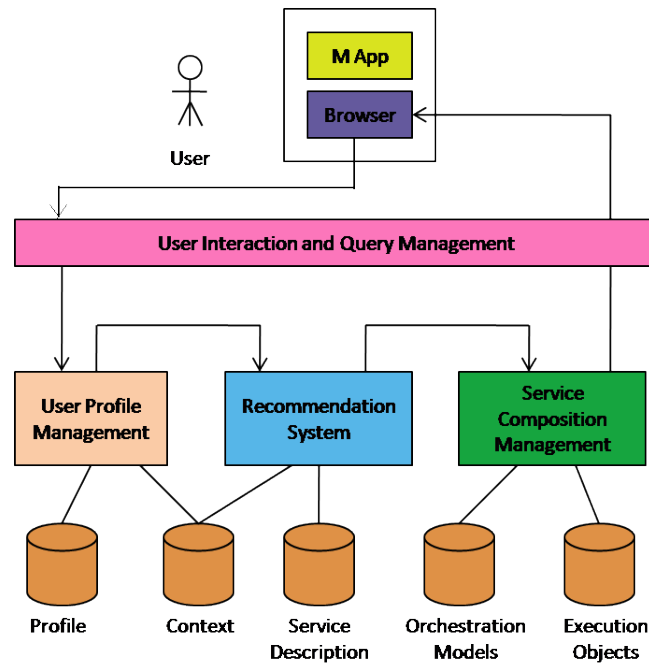 M App
Browser
User
User Interaction and Query Management
User Profile
Management
Recommendation
System
Service
Composition
Management
Profile
Context
Service
Description
Orchestration
Models
Execution
Objects